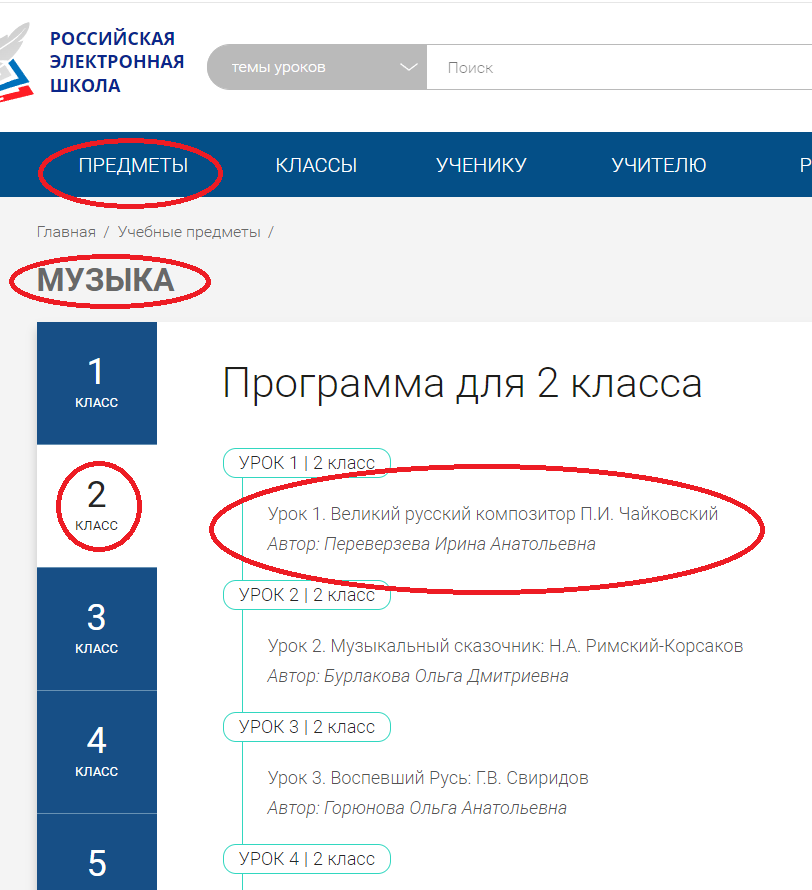 РОССИЙСКАЯ
ЭЛЕКТРОННАЯ
ШКОЛА
темы уроков
Поиск
ПРЕДМЕТЫ КЛАССЫ УЧЕНИКУ УЧИТЕЛЮ Р
Главная / Учебные предметы /
МУЗЫКА
1
КЛАСС
2
КЛАСС
3
КЛАСС
4
КЛАСС
5
Программа для 2 класса
УРОК 1 | 2 класс
Урок 1. Великий русский композитор П.И. Чайковский
Автор: Переверзева Ирина Анатольевна
УРОК 2 | 2 класс
Урок 2. Музыкальный сказочник: Н.А. Римский-Корсаков
Автор: Бурлакова Ольга Дмитриевна
УРОК 3 | 2 класс
Урок 3. Воспевший Русь: Г.В. Свиридов
Автор: Горюнова Ольга Анатольевна
УРОК 4 | 2 класс